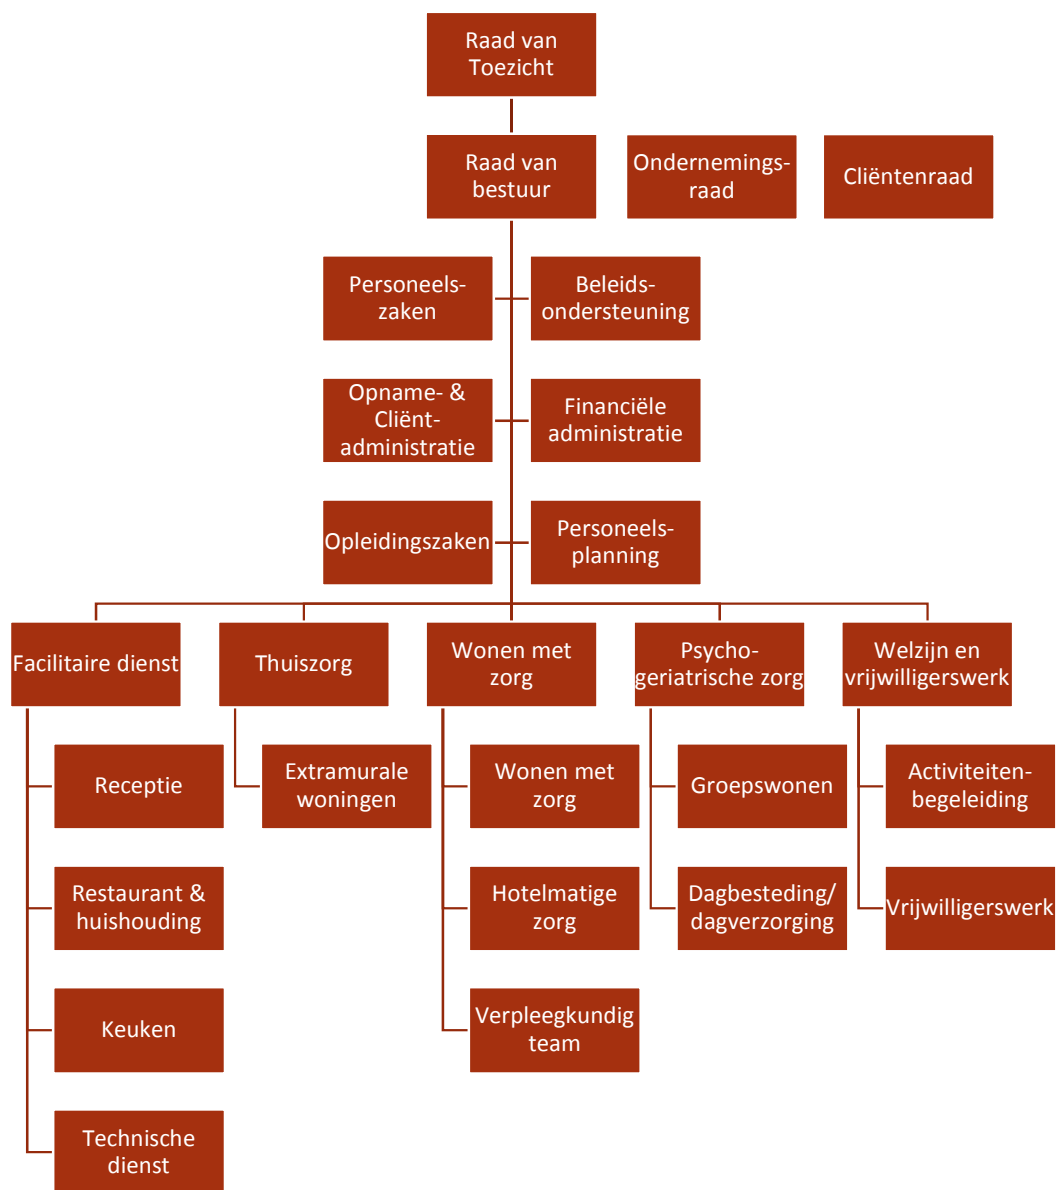 Raad van
Toezicht
Raad van
bestuur
Ondernemings-
raad
Cliëntenraad
Personeels-
zaken
Beleids-
ondersteuning
Opname- &
Cliënt-
administratie
Financiële
administratie
Opleidingszaken
Personeels-
planning
Facilitaire dienst
Thuiszorg
Wonen met
zorg
Psycho-
geriatrische zorg
Welzijn en
vrijwilligerswerk
Receptie
Extramurale
woningen
Wonen met
zorg
Groepswonen
Activiteiten-
begeleiding
Restaurant &
huishouding
Hotelmatige
zorg
Dagbesteding/
dagverzorging
Vrijwilligerswerk
Keuken
Verpleegkundig
team
Technische
dienst